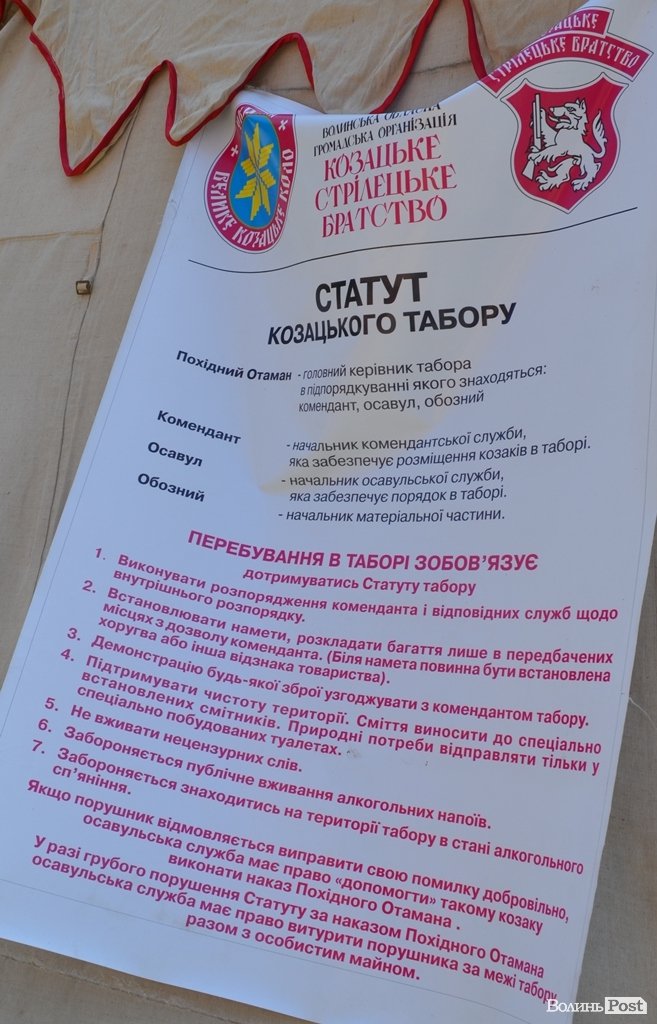 ВЕЛИКЕ КОЗАЦЬКЕ КОЛО
ВОЛИНСЬКА ОБЛАСНА
ГРОМАДСЬКА ОРГАНІЗАЦІЯ
КОЗАЦЬКЕ
СТРІЛЕЦЬКЕ
БРАТСТВО
СТРІЛЕЦЬКЕ БРАТСТВО
СТАТУТ
КОЗАЦЬКОГО ТАБОРУ
Похідний Отаман - головний керівник табора
в підпорядкуванні якого знаходяться:
комендант, осавул, обозний
Комендант - начальник комендантської служби,
яка забезпечує розміщення козаків в таборі.
Осавул - начальник осавульської служби,
яка забезпечує порядок в таборі.
Обозний - начальник матеріальної частини.
ПЕРЕБУВАННЯ В ТАБОРІ ЗОБОВ'ЯЗУЄ
дотримуватись Статуту табору
1. Виконувати розпорядження коменданта і відповідних служб щодо
внутрішнього розпорядку.
2. Встановлювати намети, розкладати багаття лише в передбачених
місцях з дозволу коменданта. (Біля намета повинна бути встановлена
хоругва або інша відзнака товариства).
3. Демонстрацію будь-якої зброї узгоджувати з комендантом табору.
4. Підтримувати чистоту території. Сміття виносити до спеціально
встановлених смітників. Природні потреби відправляти тільки у
спеціально побудованих туалетах.
5. Не вживати нецензурних слів.
6. Забороняється публічне вживання алкогольних напоїв.
7. Забороняється знаходитись на території табору в стані алкогольного
сп'яніння.
Якщо порушник відмовляється виправити свою помилку добровільно,
осавульська служба має право «допомогти» такому козаку
виконати наказ Похідного Отамана .
У разі грубого порушення Статуту за наказом Похідного Отамана
осавульська служба має право витурити порушника за межі табору
разом з особистим майном.
ВолиньPost